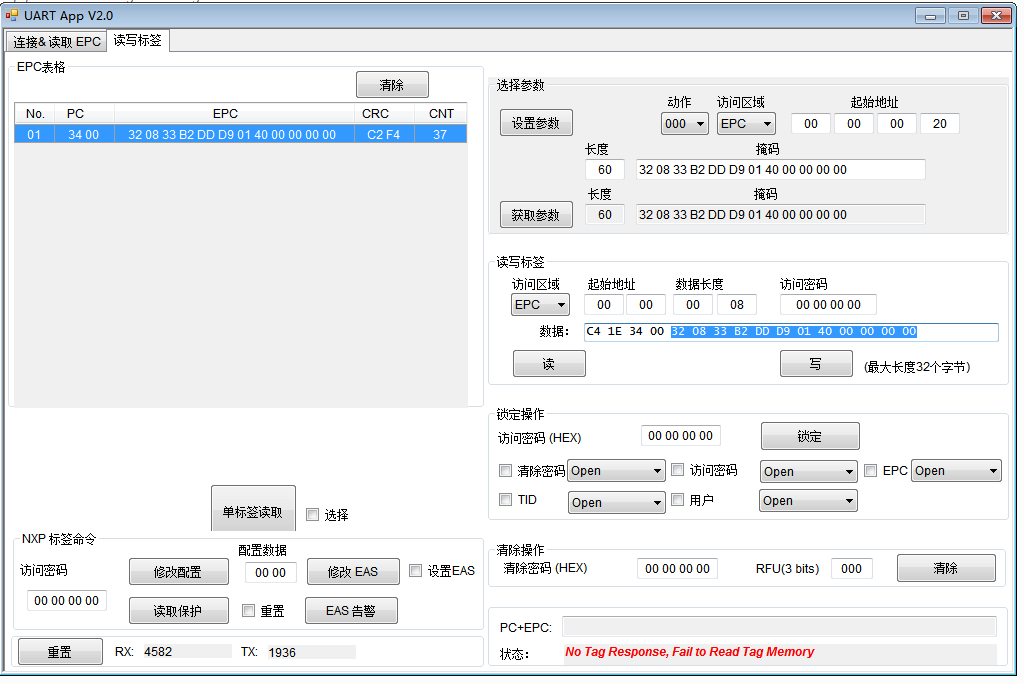 UART App V2.0
连接& 读取 EPC 读写标签
EPC表格
清除
No. PC EPC CRC CNT
01 34 00 32 08 33 B2 DD D9 01 40 00 00 00 00 C2 F4 37
单标签读取 选择
NXP 标签命令
访问密码
00 00 00 00
修改配置
配置数据
00 00
修改 EAS 设置EAS
读取保护 重置 EAS 告警
重置 RX: 4582 TX: 1936
选择参数
设置参数
动作 访问区域 起始地址
000 EPC 00 00 00 20
长度 掩码
60 32 08 33 B2 DD D9 01 40 00 00 00 00
长度 掩码
获取参数 60 32 08 33 B2 DD D9 01 40 00 00 00 00
读写标签
访问区域 起始地址 数据长度 访问密码
EPC 00 00 00 08 00 00 00 00
数据: C4 1E 34 00 32 08 33 B2 DD D9 01 40 00 00 00 00
读 写 (最大长度32个字节)
锁定操作
访问密码 (HEX) 00 00 00 00 锁定
清除密码 Open 访问密码 Open EPC Open
TID Open 用户 Open
清除操作
清除密码 (HEX) 00 00 00 00 RFU(3 bits) 000 清除
PC+EPC:
状态: No Tag Response, Fail to Read Tag Memory